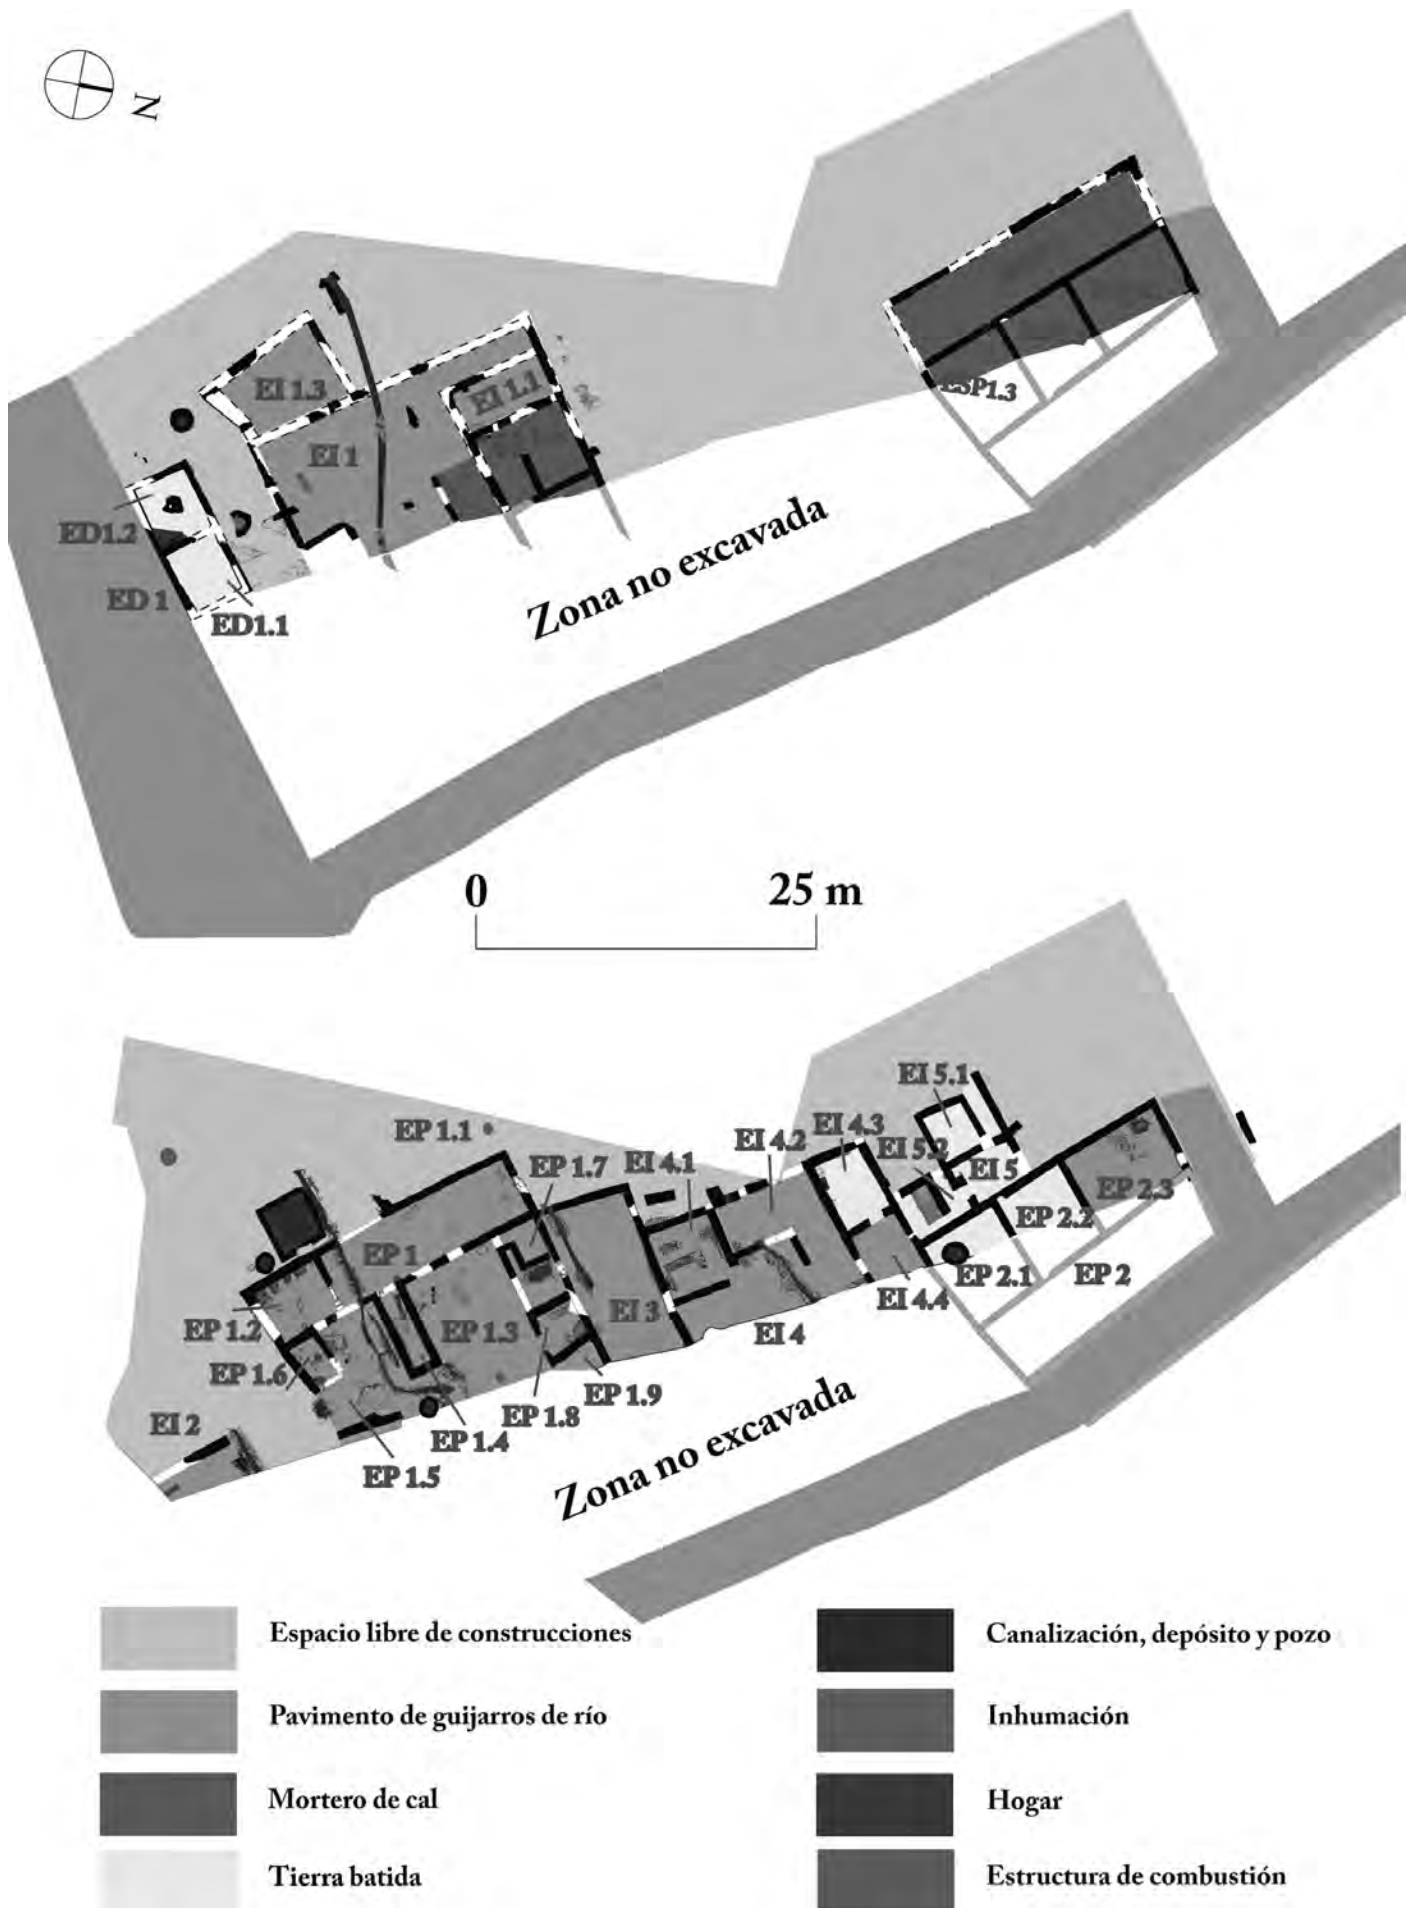 N
EI 1.3
EI 1.1
ESP1.3
EI 1
ED1.2
ED 1
ED1.1
Zona no excavada
0
25 m
EI 5.1
EP 1.1
EI 4.2
EI 4.3
EP 1.7
EI 4.1
EI 5.2
EI 5
EP 2.3
EP 2.2
EP 1
EP 2.1
EP 2
EI 4.4
EP 1.2
EP 1.3
EI 3
EI 4
EP 1.6
EP 1.9
EP 1.8
EI 2
EP 1.4
EP 1.5
Zona no excavada
Espacio libre de construcciones
Pavimento de guijarros de río
Mortero de cal
Tierra batida
Canalización, depósito y pozo
Inhumación
Hogar
Estructura de combustión